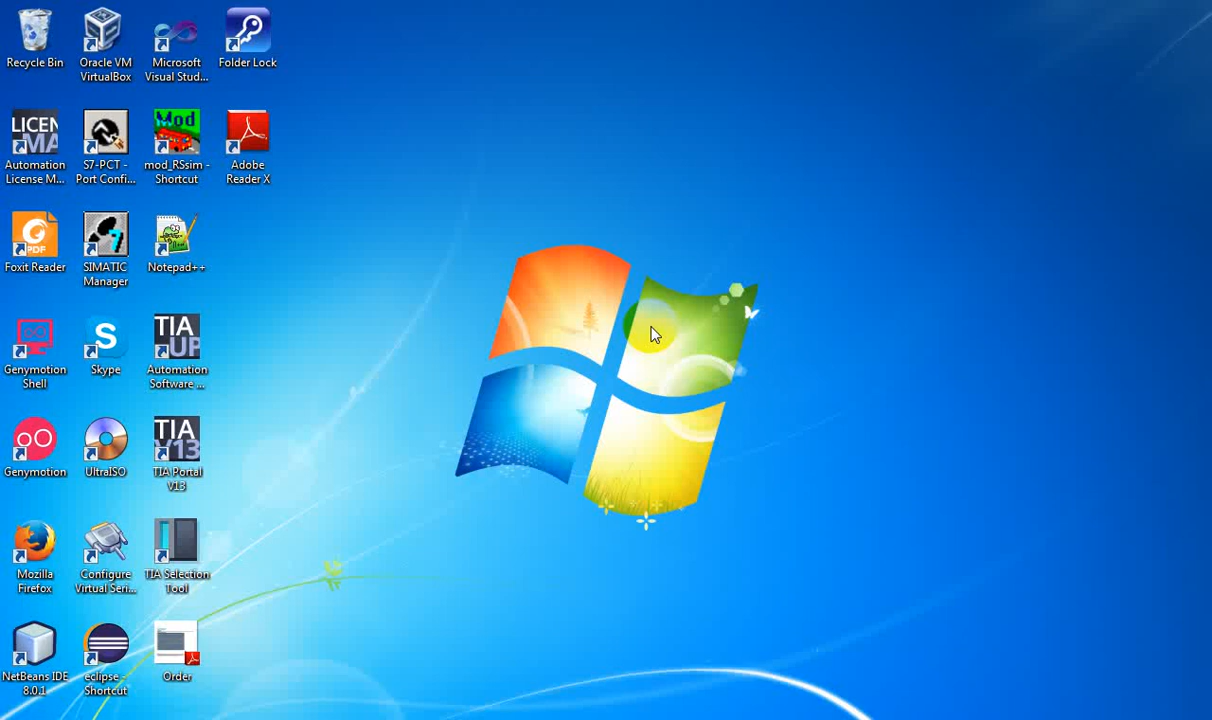 Recycle Bin
Oracle VM
VirtualBox
Microsoft
Visual Stud...
Folder Lock
LICEN
MA
Automation
License M...
S7-PCT -
Port Confi...
Mod
mod_RSsim -
Shortcut
Adobe
Reader X
PDF
Foxit Reader
7
SIMATIC
Manager
Notepad++
Genymotion
Shell
S
Skype
TIA
UP
Automation
Software ...
Genymotion
UltraISO
TIA
V13
TIA Portal
V13
Mozilla
Firefox
Configure
Virtual Seri...
TIA Selection
Tool
NetBeans IDE
8.0.1
eclipse -
Shortcut
Order